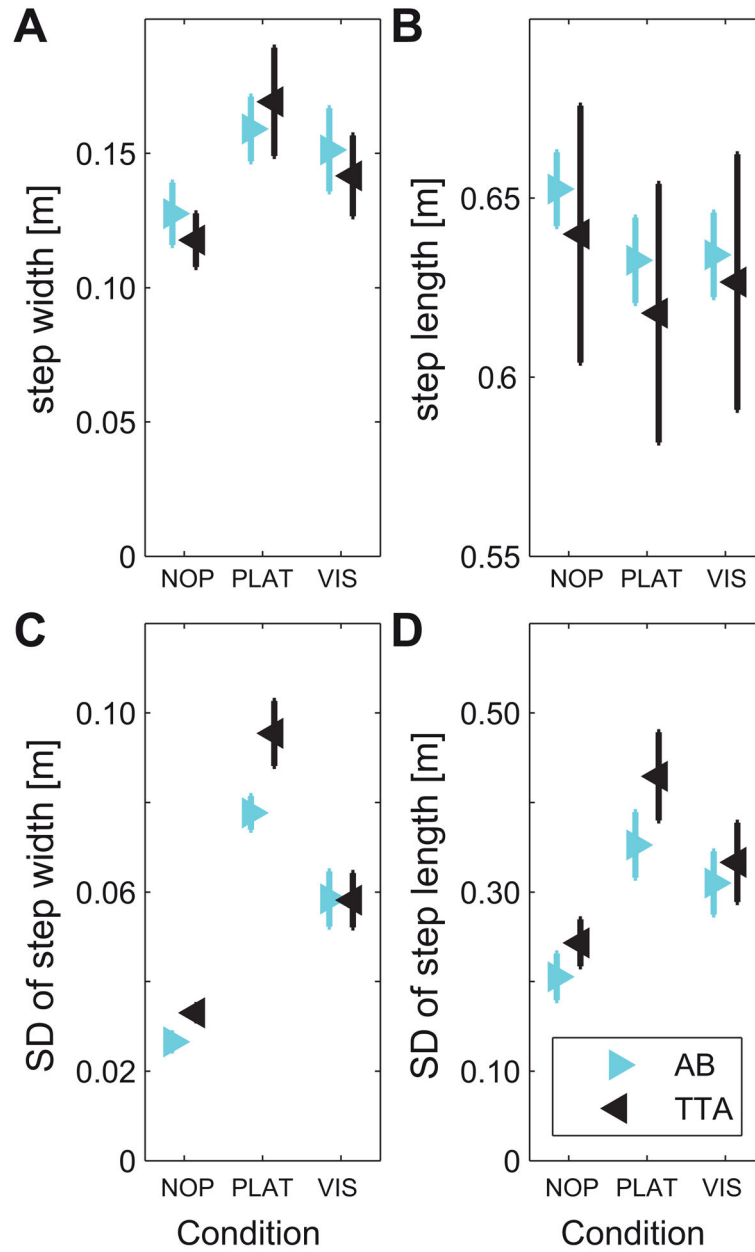 A
step width [m]
0.15
0.10
0.05
0
NOP PLAT VIS
B
step length [m]
0.65
0.6
0.55
NOP PLAT VIS
C
SD of step width [m]
0.10
0.06
0.02
0
NOP PLAT VIS
Condition
D
SD of step length [m]
0.50
0.30
0.10
0
AB
TTA
NOP PLAT VIS
Condition